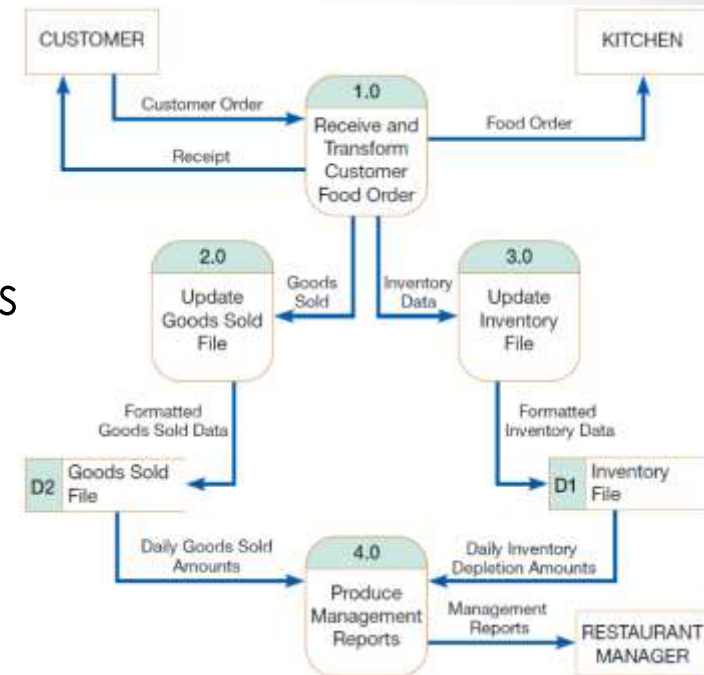 CUSTOMER
KITCHEN
Customer Order
1.0
Receive and
Transform
Customer
Food Order
Food Order
Receipt
S
2.0
Update
Goods Sold
File
Goods
Sold
Inventory
Data
3.0
Update
Inventory
File
Formatted
Goods Sold Data
Formatted
Inventory Data
D2
Goods Sold
File
D1
Inventory
File
Daily Goods Sold
Amounts
4.0
Produce
Management
Reports
Daily Inventory
Depletion Amounts
Management
Reports
RESTAURANT
MANAGER